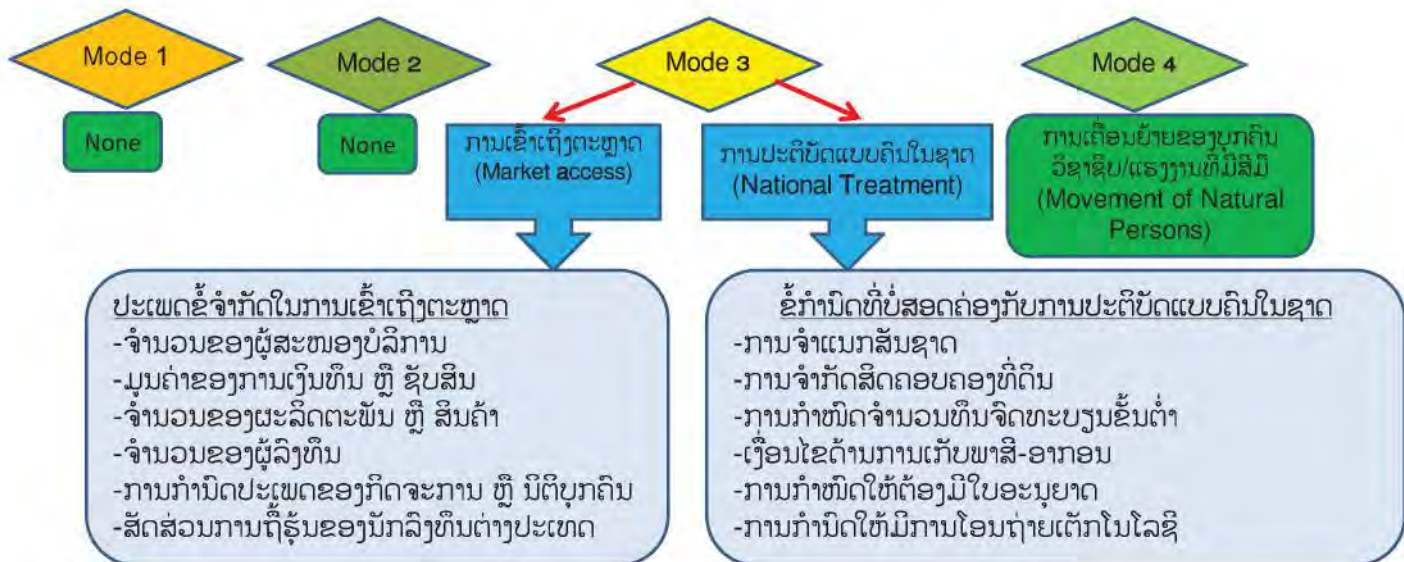 Mode 1
None
Mode 2
None
Mode 3
ການເຂົ້າເຖິງຕະຫຼາດ
(Market access)
ການປະຕິບັດແບບຄົນໃນຊາດ
(National Treatment)
Mode 4
ການເຄື່ອນຍ້າຍຂອງບຸກຄົນ
ວິຊາຊີບ/ແຮງງານທີ່ມີສີມື
(Movement of Natural
Persons)
ປະເພດຂໍ້ຈຳກັດໃນການເຂົ້າເຖິງຕະຫຼາດ
-ຈຳນວນຂອງຜູ້ສະໜອງບໍລິການ
-ມູນຄ່າຂອງການເງິນທຶນ ຫຼື ຊັບສິນ
-ຈຳນວນຂອງຜະລິດຕະພັນ ຫຼື ສິນຄ້າ
-ຈຳນວນຂອງຜູ້ລົງທຶນ
-ການກຳນົດປະເພດຂອງກິດຈະການ ຫຼື ນິຕິບຸກຄົນ
-ສັດສ່ວນການຖືຮຸ້ນຂອງນັກລົງທຶນຕ່າງປະເທດ
ຂໍ້ກຳນົດທີ່ບໍ່ສອດຄ່ອງກັບການປະຕິບັດແບບຄົນໃນຊາດ
-ການຈຳແນກສັນຊາດ
-ການຈຳກັດສິດຄອບຄອງທີ່ດິນ
-ການກຳໜົດຈຳນວນທຶນຈົດທະບຽນຂັ້ນຕ່ຳ
-ເງື່ອນໄຂດ້ານການເກັບພາສີ-ອາກອນ
-ການກຳໜົດໃຫ້ຕ້ອງມີໃບອະນຸຍາດ
-ການກຳນົດໃຫ້ມີການໂອນຖ່າຍເຕັກໂນໂລຊີ